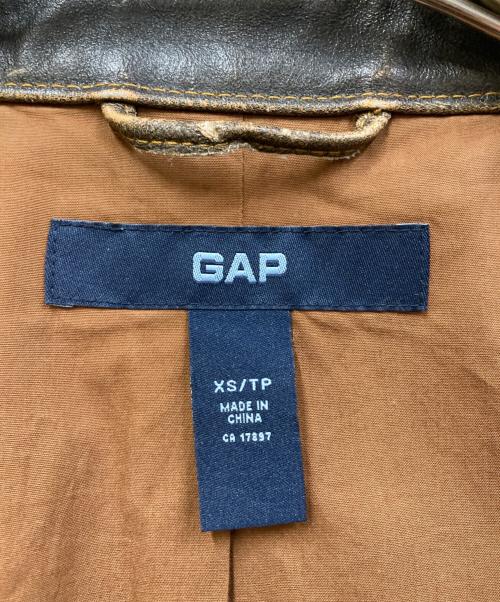 GAP
XS/TP
MADE IN
CHINA
CA 17897